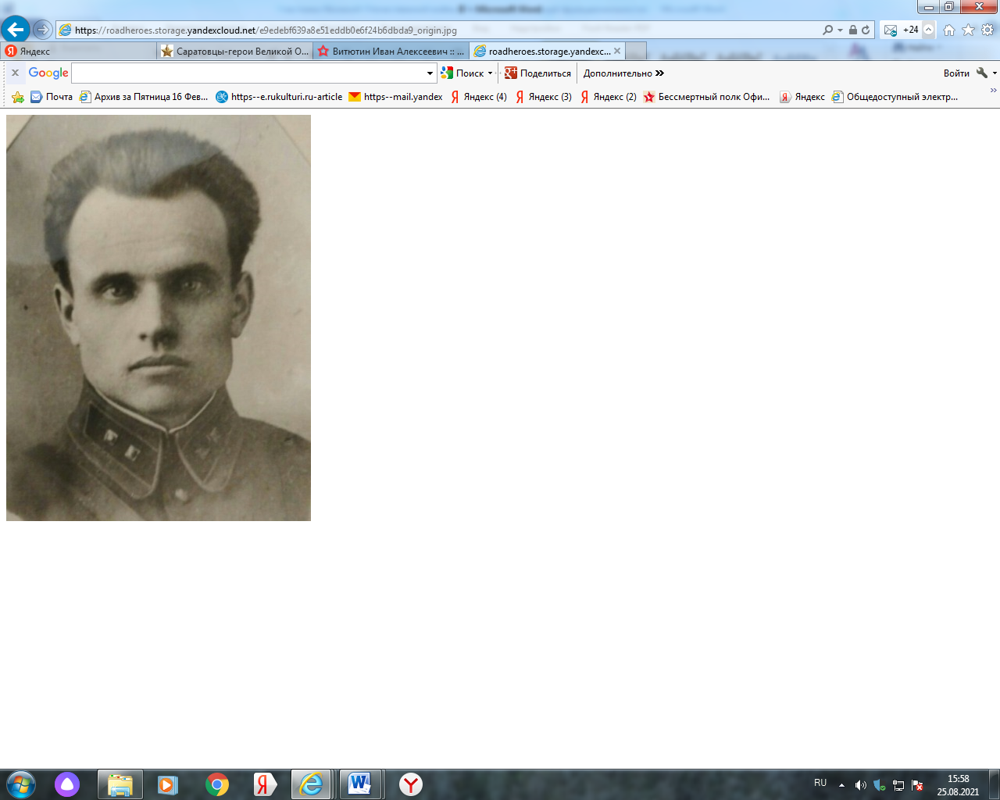 https://roadheroes.storage.yandexcloud.net/e9edebf639a8e51eddb0e6f24b6dbda9_origin.jpg
+24
Яндекс
Саратовцы-герои Великой О...
Витютин Иван Алексеевич :: ...
roadheroes.storage.yandexc...
Google
Поиск
Поделиться
Дополнительно
Войти
Почта
Архив за Пятница 16 Фев...
https--e.rukulturi.ru-article
https--mail.yandex
Яндекс (4)
Яндекс (3)
Яндекс (2)
Бессмертный полк Офи...
Яндекс
Общедоступный электр...
RU
15:58
25.08.2021